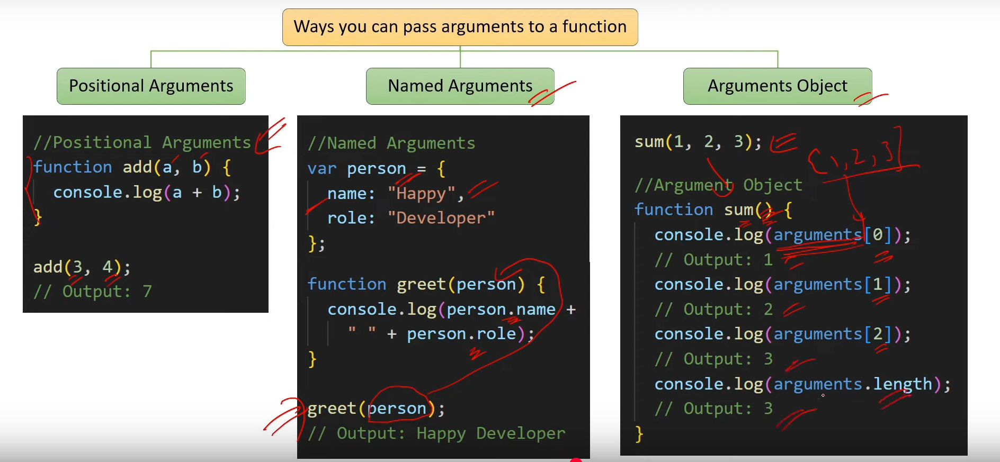 Ways you can pass arguments to a function
Positional Arguments
Named Arguments
Arguments Object
//Positional Arguments
function add(a, b) {
console.log(a + b);
}
add(3, 4);
// Output: 7
//Named Arguments
var person = {
name: "Happy",
role: "Developer"
};
function greet(person) {
console.log(person.name +
" " + person.role);
}
greet(person);
// Output: Happy Developer
sum(1, 2, 3);
[1,2,3]
//Argument Object
function sum() {
console.log(arguments[0]);
// Output: 1
console.log(arguments[1]);
// Output: 2
console.log(arguments[2]);
// Output: 3
console.log(arguments.length);
// Output: 3
}